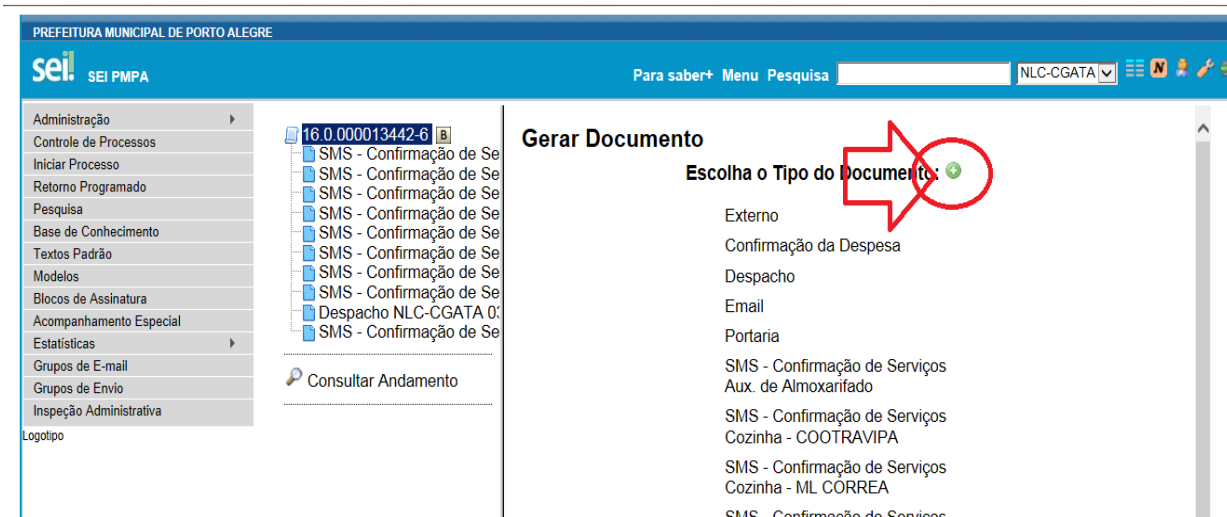 PREFEITURA MUNICIPAL DE PORTO ALEGRE
sei! SEI PMPA
Para saber+ Menu Pesquisa NLC-CGATA
N
Administração
Controle de Processos
Iniciar Processo
Retorno Programado
Pesquisa
Base de Conhecimento
Textos Padrão
Modelos
Blocos de Assinatura
Acompanhamento Especial
Estatísticas
Grupos de E-mail
Grupos de Envio
Inspeção Administrativa
Logotipo
16.0.000013442-6 B
SMS - Confirmação de Se
SMS - Confirmação de Se
SMS - Confirmação de Se
SMS - Confirmação de Se
SMS - Confirmação de Se
SMS - Confirmação de Se
SMS - Confirmação de Se
SMS - Confirmação de Se
Despacho NLC-CGATA 03
SMS - Confirmação de Se
Consultar Andamento
Gerar Documento
Escolha o Tipo do Documento:
Externo
Confirmação da Despesa
Despacho
Email
Portaria
SMS - Confirmação de Serviços
Aux. de Almoxarifado
SMS - Confirmação de Serviços
Cozinha - COOTRAVIPA
SMS - Confirmação de Serviços
Cozinha - ML CORREA
SMS - Confirmação de Serviços